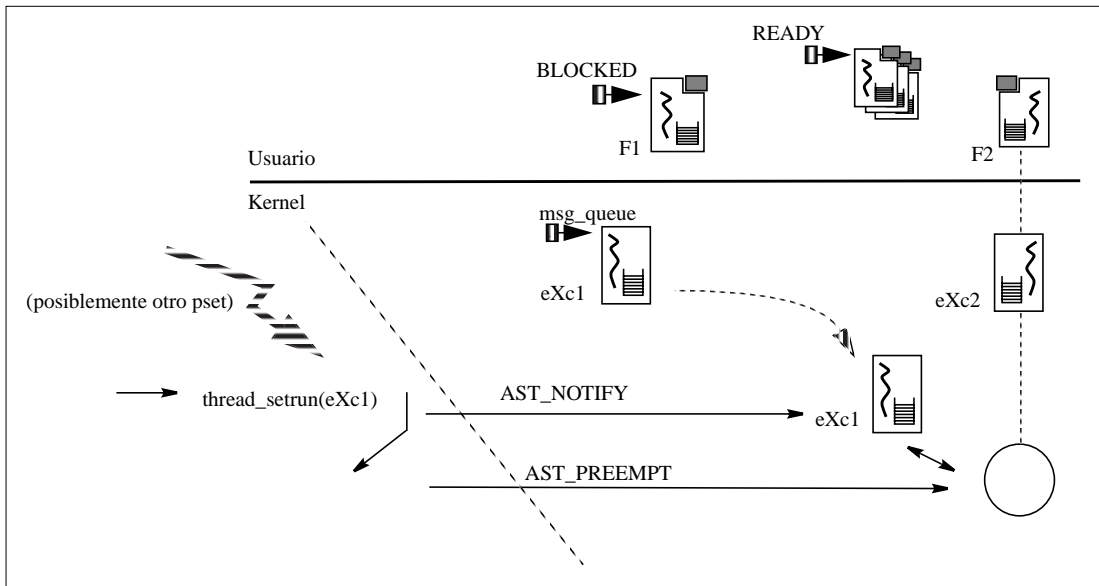 READY
BLOCKED
F1
F2
Usuario
Kernel
msg_queue
eXc1
eXc2
(posiblemente otro pset)
thread_setrun(eXc1)
AST_NOTIFY
eXc1
AST_PREEMPT